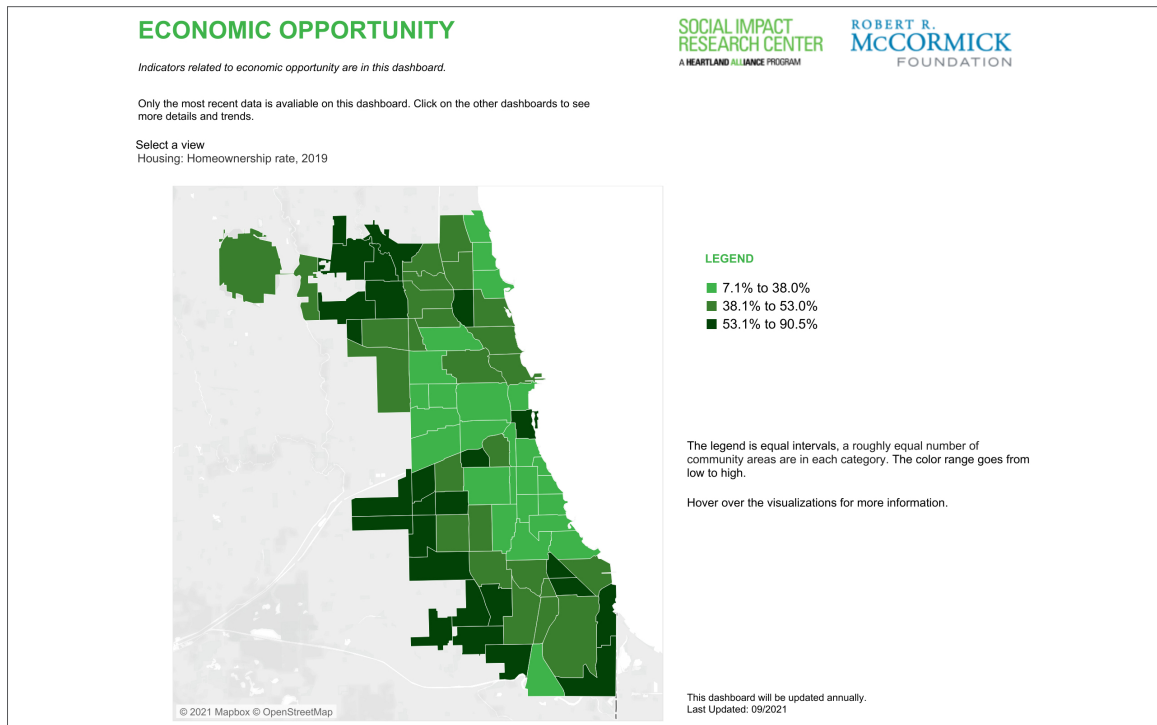 ECONOMIC OPPORTUNITY
SOCIAL IMPACT
RESEARCH CENTER
A HEARTLAND ALLIANCE PROGRAM
ROBERT R.
McCORMICK
FOUNDATION
Indicators related to economic opportunity are in this dashboard.
Only the most recent data is avaliable on this dashboard. Click on the other dashboards to see
more details and trends.
Select a view
Housing: Homeownership rate, 2019
LEGEND
7.1% to 38.0%
38.1% to 53.0%
53.1% to 90.5%
The legend is equal intervals, a roughly equal number of
community areas are in each category. The color range goes from
low to high.
Hover over the visualizations for more information.
© 2021 Mapbox © OpenStreetMap
This dashboard will be updated annually.
Last Updated: 09/2021